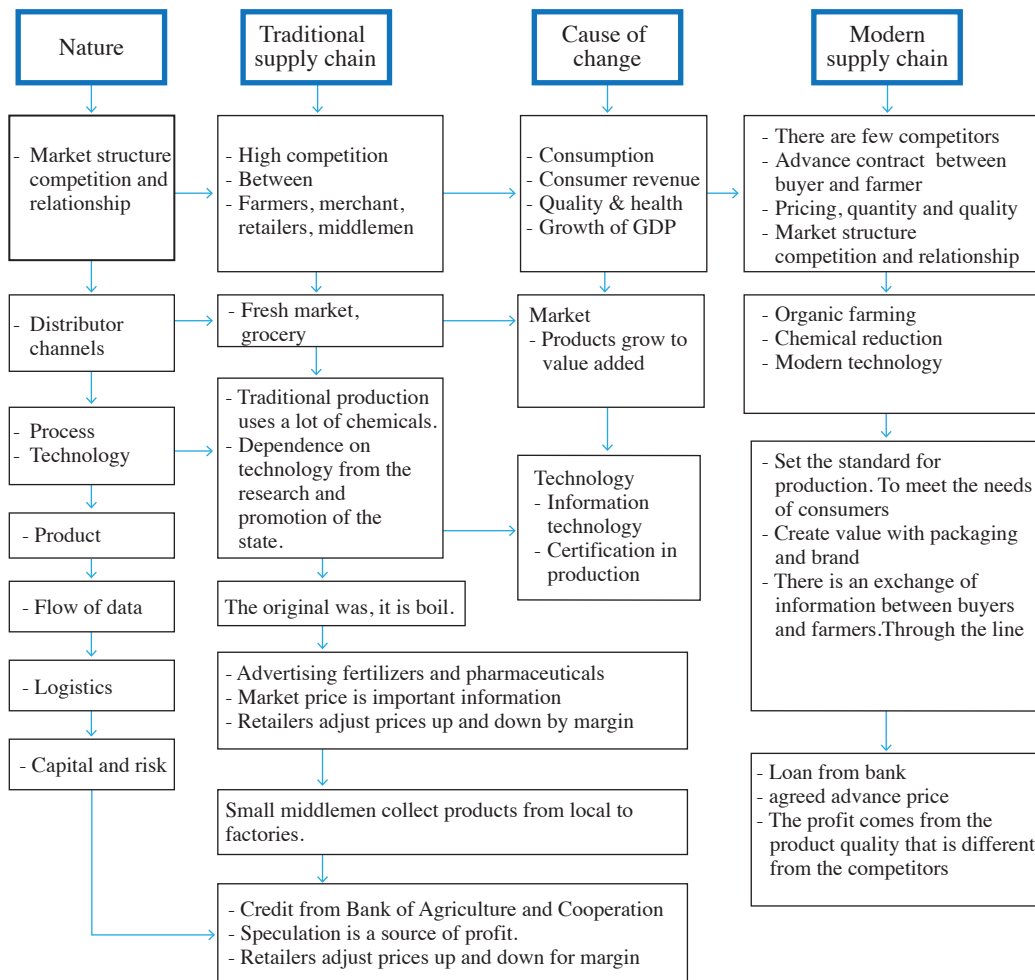 Nature
Traditional
supply chain
Cause of
change
Modern
supply chain
- Market structure
competition and
relationship
- High competition
- Between
- Farmers, merchant,
retailers, middlemen
- Consumption
- Consumer revenue
- Quality & health
- Growth of GDP
- There are few competitors
- Advance contract between
buyer and farmer
- Pricing, quantity and quality
- Market structure
competition and relationship
- Distributor
channels
- Fresh market,
grocery
Market
- Products grow to
value added
- Organic farming
- Chemical reduction
- Modern technology
- Process
- Technology
- Traditional production
uses a lot of chemicals.
- Dependence on
technology from the
research and
promotion of the
state.
Technology
- Information
technology
- Certification in
production
- Set the standard for
production. To meet the needs
of consumers
- Create value with packaging
and brand
- There is an exchange of
information between buyers
and farmers.Through the line
- Product
- Flow of data
The original was, it is boil.
- Logistics
- Advertising fertilizers and pharmaceuticals
- Market price is important information
- Retailers adjust prices up and down by margin
- Capital and risk
Small middlemen collect products from local to
factories.
- Loan from bank
- agreed advance price
- The profit comes from the
product quality that is different
from the competitors
- Credit from Bank of Agriculture and Cooperation
- Speculation is a source of profit.
- Retailers adjust prices up and down for margin